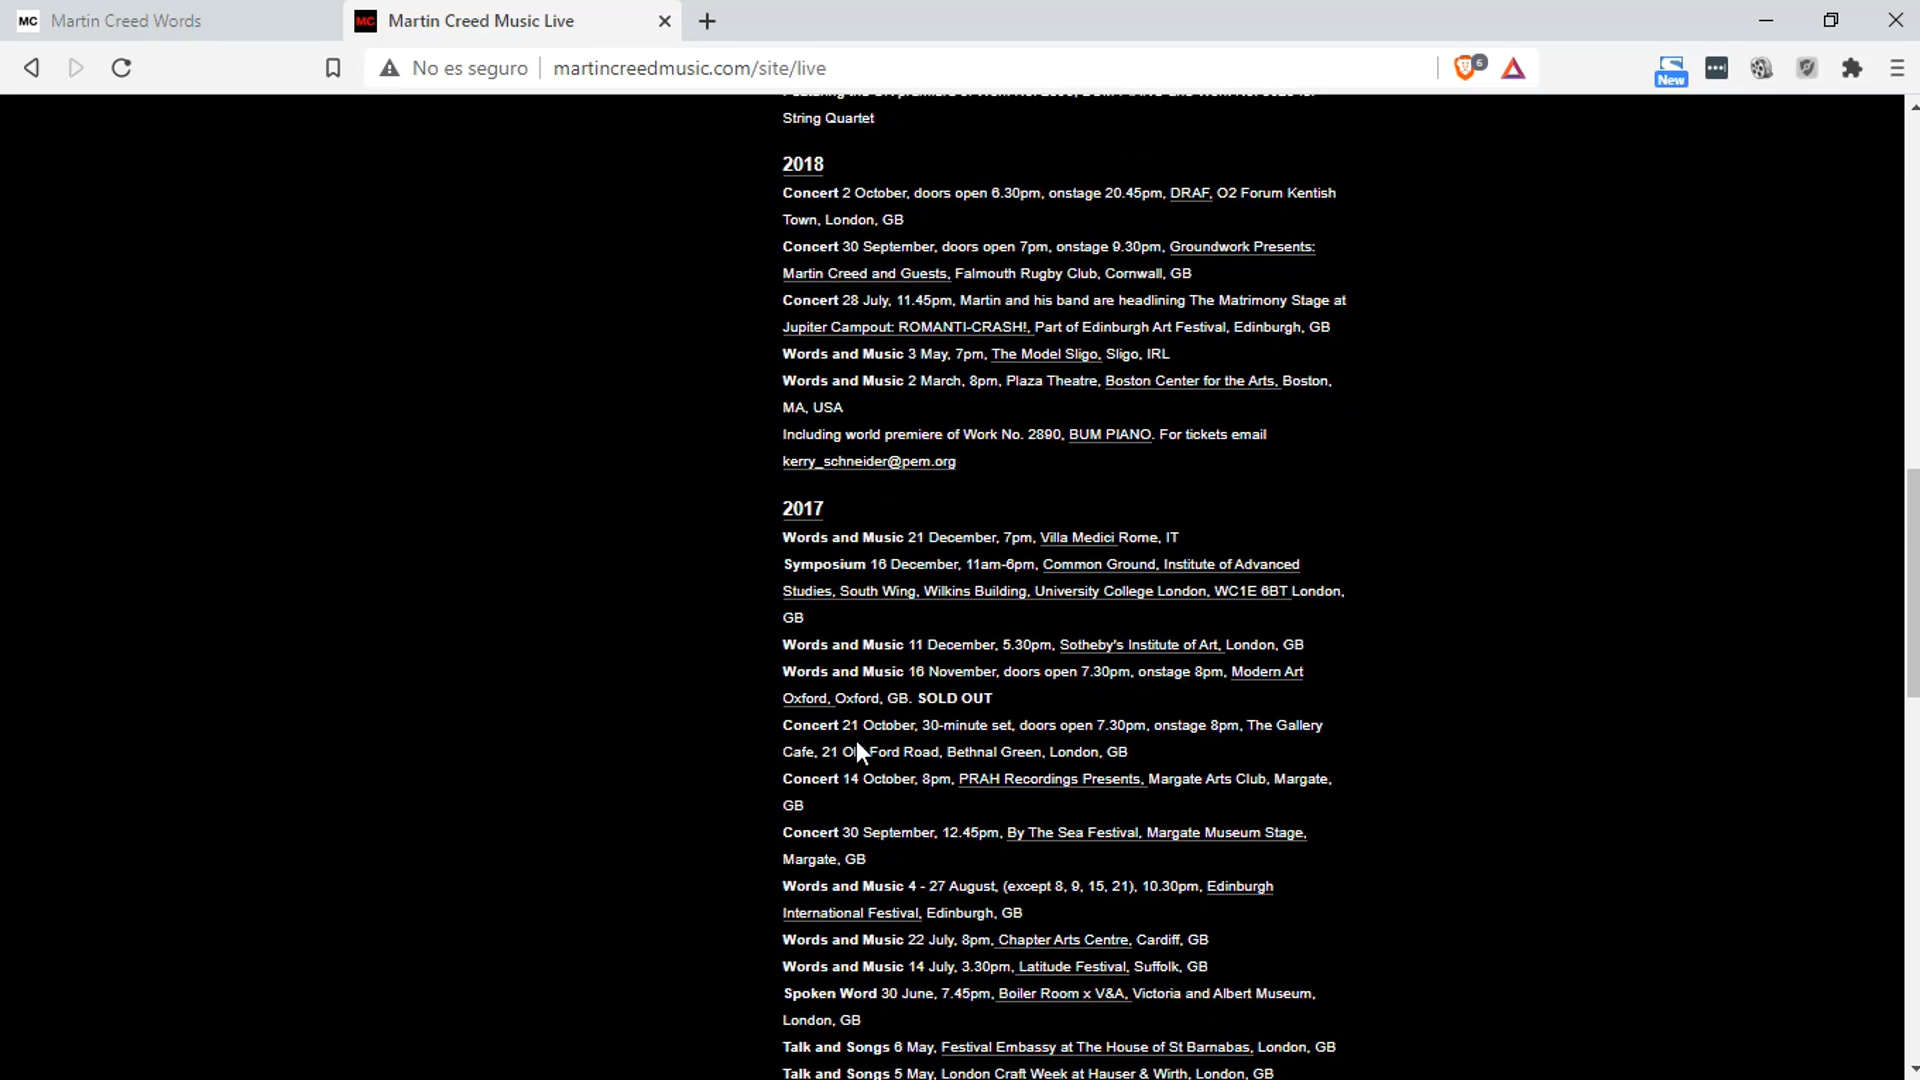 MC Martin Creed Words
MC Martin Creed Music Live
No es seguro
martincreedmusic.com/site/live
6
New
String Quartet
2018
Concert 2 October, doors open 6.30pm, onstage 20.45pm, DRAF, O2 Forum Kentish
Town, London, GB
Concert 30 September, doors open 7pm, onstage 9.30pm, Groundwork Presents:
Martin Creed and Guests, Falmouth Rugby Club, Cornwall, GB
Concert 28 July, 11.45pm, Martin and his band are headlining The Matrimony Stage at
Jupiter Campout: ROMANTI-CRASH!, Part of Edinburgh Art Festival, Edinburgh, GB
Words and Music 3 May, 7pm, The Model Sligo, Sligo, IRL
Words and Music 2 March, 8pm, Plaza Theatre, Boston Center for the Arts, Boston,
MA, USA
Including world premiere of Work No. 2890, BUM PIANO. For tickets email
kerry_schneider@pem.org
2017
Words and Music 21 December, 7pm, Villa Medici Rome, IT
Symposium 16 December, 11am-6pm, Common Ground, Institute of Advanced
Studies, South Wing, Wilkins Building, University College London, WC1E 6BT London,
GB
Words and Music 11 December, 5.30pm, Sotheby's Institute of Art, London, GB
Words and Music 16 November, doors open 7.30pm, onstage 8pm, Modern Art
Oxford, Oxford, GB. SOLD OUT
Concert 21 October, 30-minute set, doors open 7.30pm, onstage 8pm, The Gallery
Cafe, 21 Ford Road, Bethnal Green, London, GB
Concert 14 October, 8pm, PRAH Recordings Presents, Margate Arts Club, Margate,
GB
Concert 30 September, 12.45pm, By The Sea Festival, Margate Museum Stage,
Margate, GB
Words and Music 4 - 27 August, (except 8, 9, 15, 21), 10.30pm, Edinburgh
International Festival, Edinburgh, GB
Words and Music 22 July, 8pm, Chapter Arts Centre, Cardiff, GB
Words and Music 14 July, 3.30pm, Latitude Festival, Suffolk, GB
Spoken Word 30 June, 7.45pm, Boiler Room x V&A, Victoria and Albert Museum,
London, GB
Talk and Songs 6 May, Festival Embassy at The House of St Barnabas, London, GB
Talk and Songs 5 May, London Craft Week at Hauser & Wirth, London, GB